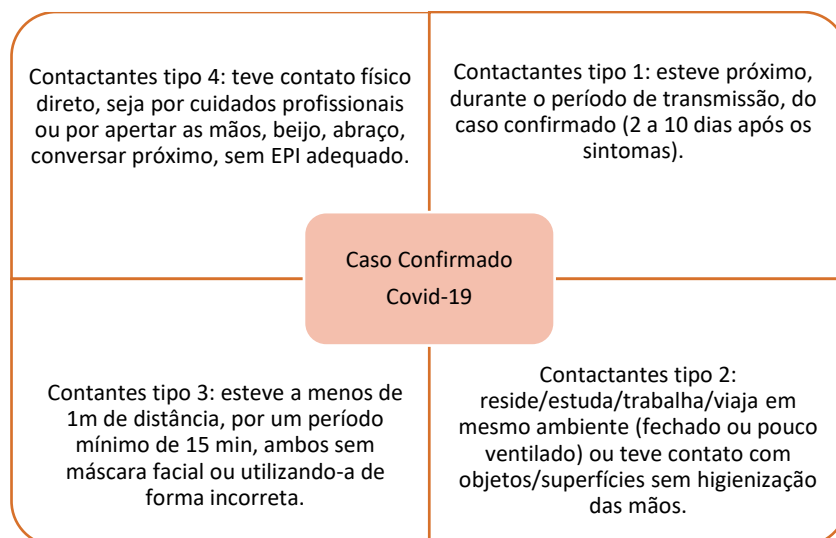 Contactantes tipo 4: teve contato físico
direto, seja por cuidados profissionais
ou por apertar as mãos, beijo, abraço,
conversar próximo, sem EPI adequado.
Contactantes tipo 1: esteve próximo,
durante o período de transmissão, do
caso confirmado (2 a 10 dias após os
sintomas).
Caso Confirmado
Covid-19
Contantes tipo 3: esteve a menos de
1m de distância, por um período
mínimo de 15 min, ambos sem
máscara facial ou utilizando-a de
forma incorreta.
Contactantes tipo 2:
reside/estuda/trabalha/viaja em
mesmo ambiente (fechado ou pouco
ventilado) ou teve contato com
objetos/superfícies sem higienização
das mãos.